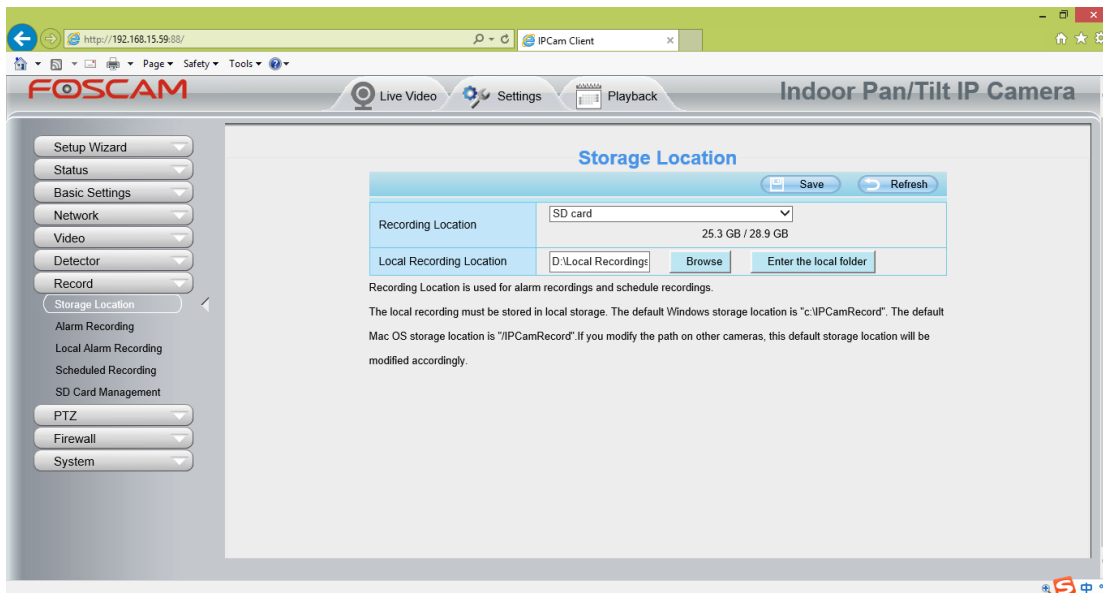 http://192.168.15.59:88/
IPCam Client
Page Safety Tools
FOSCAM
Live Video
Settings
Playback
Indoor Pan/Tilt IP Camera
Setup Wizard
Status
Basic Settings
Network
Video
Detector
Record
Storage Location
Alarm Recording
Local Alarm Recording
Scheduled Recording
SD Card Management
PTZ
Firewall
System
Storage Location
Save Refresh
Recording Location
SD card
25.3 GB / 28.9 GB
Local Recording Location D:\Local Recordings Browse Enter the local folder
Recording Location is used for alarm recordings and schedule recordings.
The local recording must be stored in local storage. The default Windows storage location is "c:\IPCamRecord". The default
Mac OS storage location is "/IPCamRecord".If you modify the path on other cameras, this default storage location will be
modified accordingly.
中